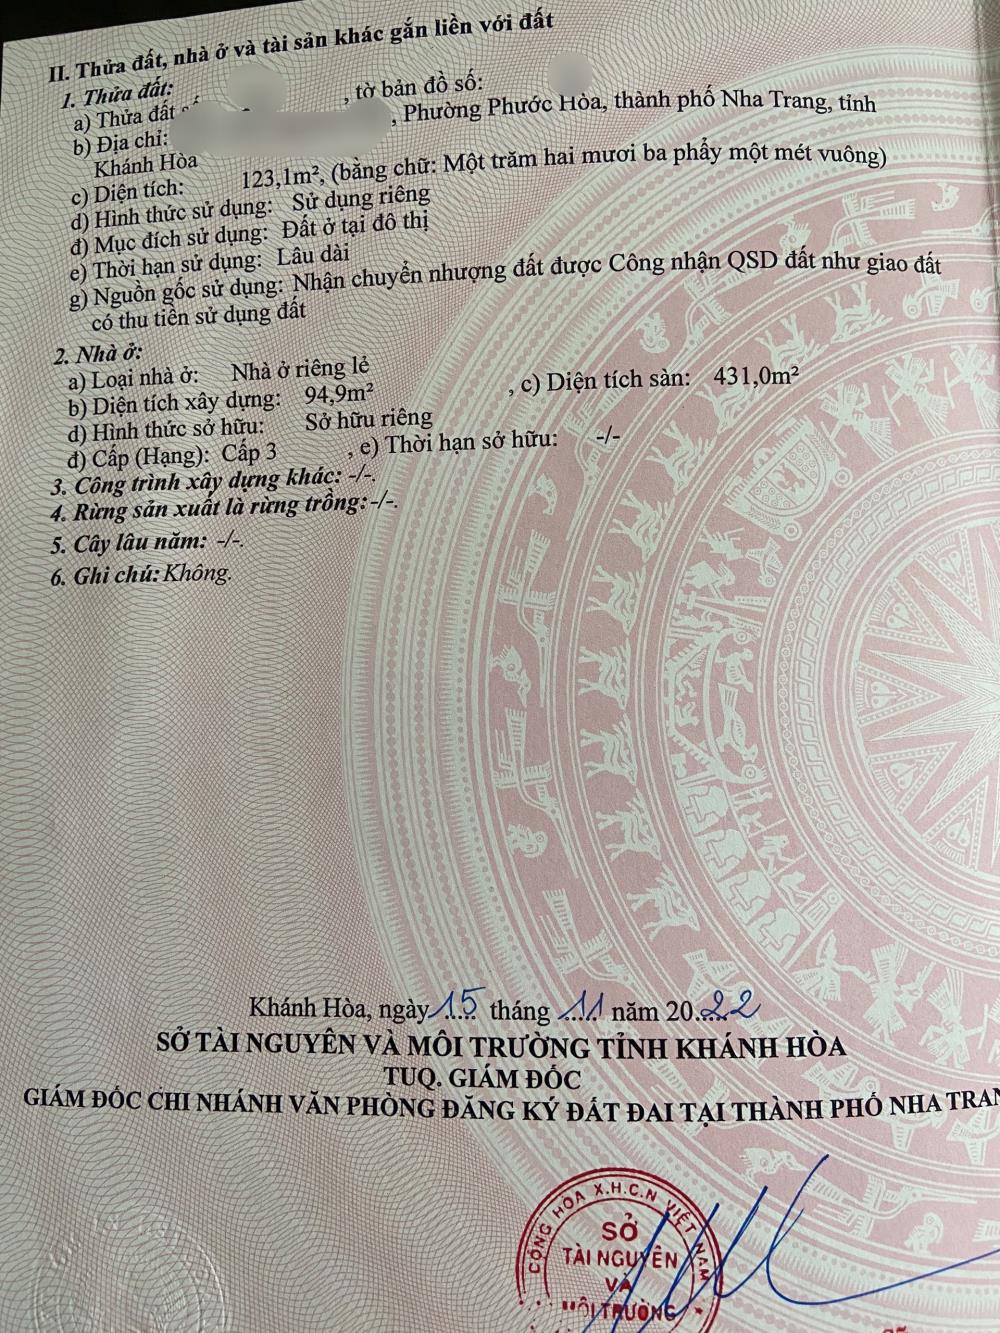 II. Thửa đất, nhà ở và tài sản khác gắn liền với đất
1. Thửa đất:
a) Thửa đất , tờ bản đồ số:
b) Địa chỉ: , Phường Phước Hòa, thành phố Nha Trang, tỉnh
Khánh Hòa
c) Diện tích: 123,1m², (bằng chữ: Một trăm hai mươi ba phẩy một mét vuông)
d) Hình thức sử dụng: Sử dụng riêng
đ) Mục đích sử dụng: Đất ở tại đô thị
e) Thời hạn sử dụng: Lâu dài
g) Nguồn gốc sử dụng: Nhận chuyển nhượng đất được Công nhận QSD đất như giao đất
có thu tiền sử dụng đất
2. Nhà ở:
a) Loại nhà ở: Nhà ở riêng lẻ
b) Diện tích xây dựng: 94,9m² , c) Diện tích sàn: 431,0m²
d) Hình thức sở hữu: Sở hữu riêng
đ) Cấp (Hạng): Cấp 3 , e) Thời hạn sở hữu: -/-
3. Công trình xây dựng khác: -/-.
4. Rừng sản xuất là rừng trồng:-/-.
5. Cây lâu năm: -/-.
6. Ghi chú: Không.
Khánh Hòa, ngày 15 tháng 11 năm 2022
SỞ TÀI NGUYÊN VÀ MÔI TRƯỜNG TỈNH KHÁNH HÒA
TUQ. GIÁM ĐỐC
GIÁM ĐỐC CHI NHÁNH VĂN PHÒNG ĐĂNG KÝ ĐẤT ĐAI TẠI THÀNH PHỐ NHA TRAN
CỘNG HÒA X.H.C.N VIỆT NAM
SỞ
TÀI NGUYÊN
VÀ
MÔI TRƯỜNG